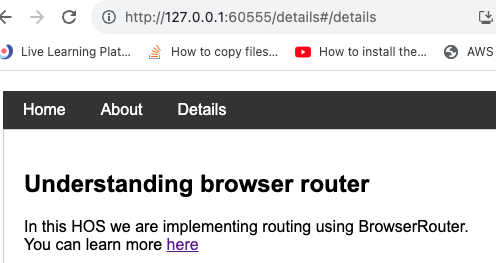 http://127.0.0.1:60555/details#/details
Live Learning Plat... How to copy files... How to install the... AWS
Home About Details
Understanding browser router
In this HOS we are implementing routing using BrowserRouter.
You can learn more here